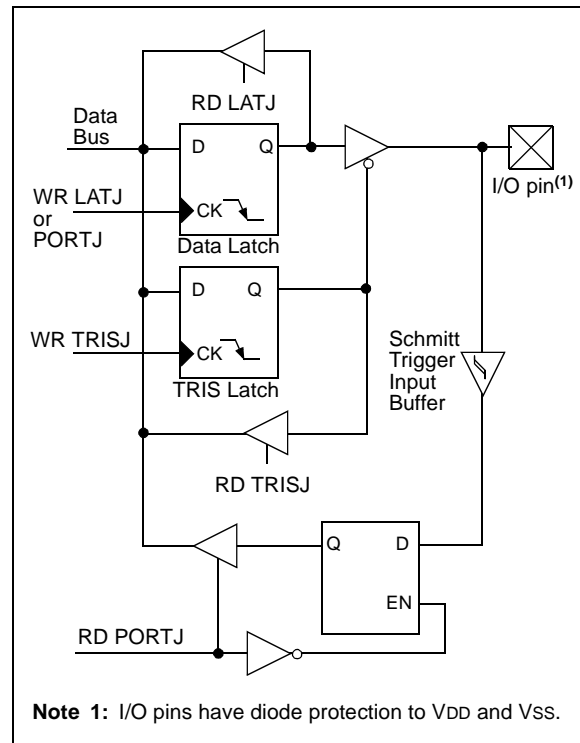 RD LATJ
Data
Bus
D
Q
I/O pin(1)
WR LATJ
or
PORTJ
CK
Data Latch
D
Q
WR TRISJ
CK
TRIS Latch
Schmitt
Trigger
Input
Buffer
RD TRISJ
Q
D
EN
RD PORTJ
Note 1: I/O pins have diode protection to VDD and VSS.